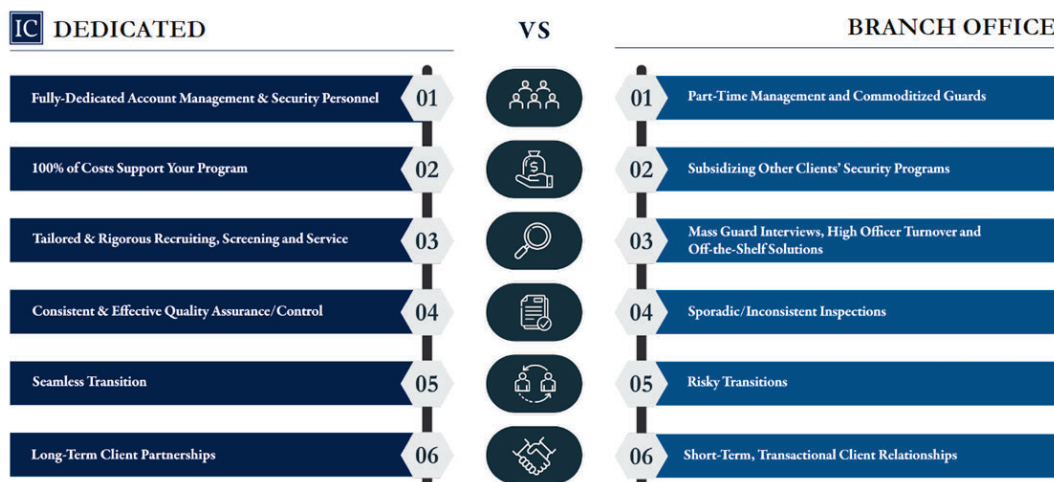 IC DEDICATED
VS
BRANCH OFFICE
Fully-Dedicated Account Management & Security Personnel
01
01
Part-Time Management and Commoditized Guards
100% of Costs Support Your Program
02
$
02
Subsidizing Other Clients' Security Programs
Tailored & Rigorous Recruiting, Screening and Service
03
03
Mass Guard Interviews, High Officer Turnover and
Off-the-Shelf Solutions
Consistent & Effective Quality Assurance/Control
04
04
Sporadic/Inconsistent Inspections
Seamless Transition
05
05
Risky Transitions
Long-Term Client Partnerships
06
06
Short-Term, Transactional Client Relationships